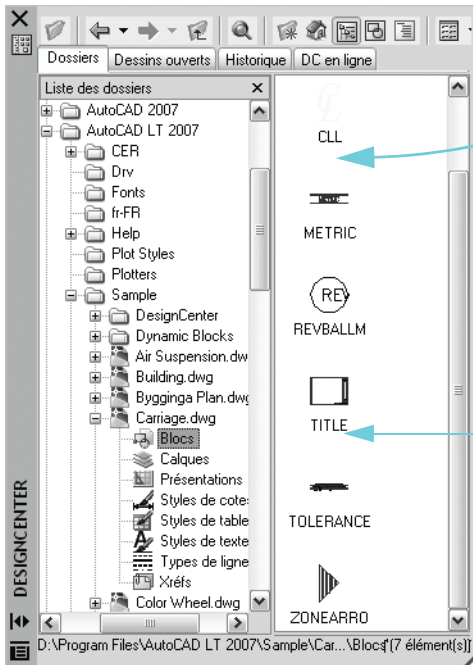 Dossiers Dessins ouverts Historique DC en ligne
Liste des dossiers
AutoCAD 2007
AutoCAD LT 2007
CER
Drv
Fonts
fr-FR
Help
Plot Styles
Plotters
Sample
DesignCenter
Dynamic Blocks
Air Suspension.dw
Building.dwg
Bygginga Plan.dwg
Carriage.dwg
Blocs
Calques
Présentations
Styles de cote:
Styles de table
Styles de texte
Types de ligne
Xréfs
Color Wheel.dwg
CLL
METRIC
REVBALLM
TITLE
TOLERANCE
ZONEARRO
DESIGNCENTER
D:\Program Files\AutoCAD LT 2007\Sample\Car...\Blocs (7 élément(s))